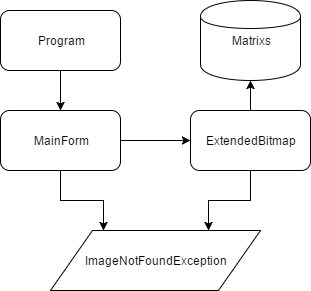 Program
Matrixs
MainForm
ExtendedBitmap
ImageNotFoundException